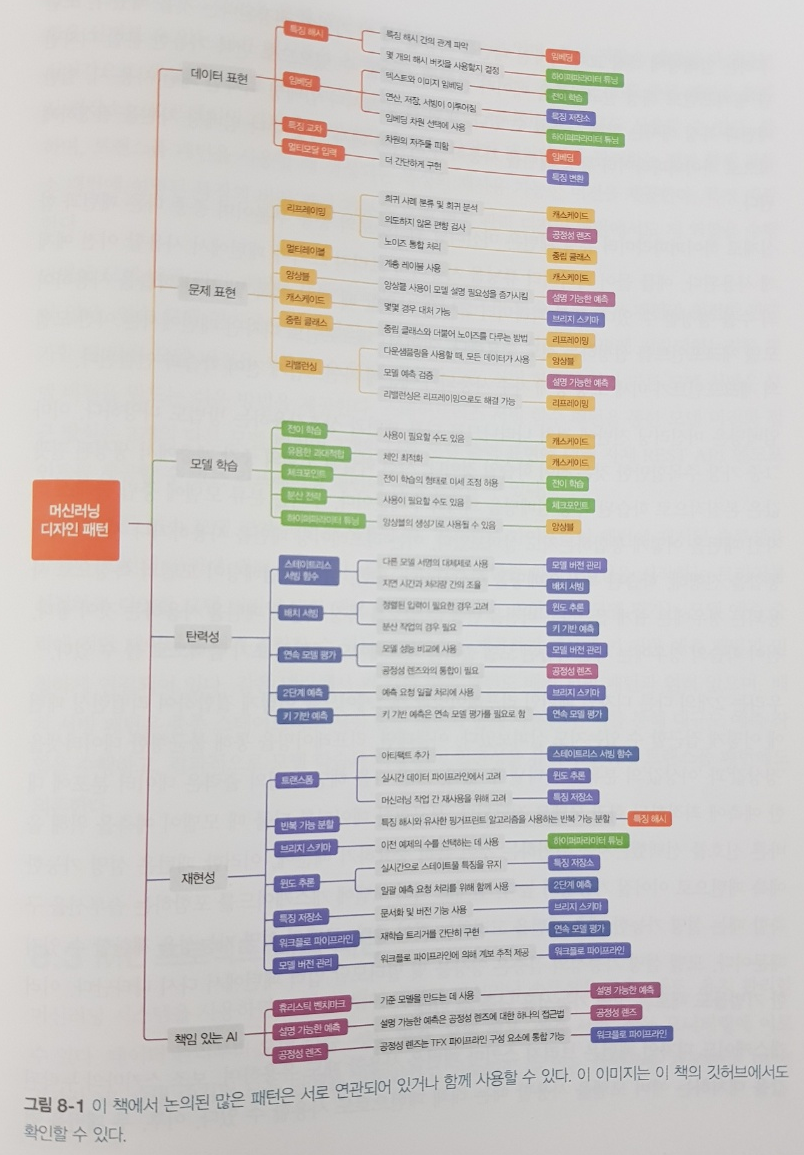 머신러닝
디자인 패턴
데이터 표현
특징 해시
특징 해시 간의 관계 파악
임베딩
몇 개의 해시 버킷을 사용할지 결정
하이퍼파라미터 튜닝
임베딩
텍스트와 이미지 임베딩
전이 학습
연산, 저장, 서빙이 이루어짐
특징 저장소
임베딩 차원 선택에 사용
하이퍼파라미터 튜닝
특징 교차
차원의 저주를 피함
임베딩
멀티모달 입력
더 간단하게 구현
특징 변환
문제 표현
리프레이밍
회귀 사례 분류 및 회귀 분석
캐스케이드
의도하지 않은 편향 검사
공정성 렌즈
노이즈 통합 처리
중립 클래스
멀티레이블
계층 레이블 사용
캐스케이드
앙상블
앙상블 사용이 모델 설명 필요성을 증가시킴
설명 가능한 예측
캐스케이드
몇몇 경우 대처 가능
브리지 스키마
중립 클래스
중립 클래스와 더불어 노이즈를 다루는 방법
리프레이밍
리밸런싱
다운샘플링을 사용할 때, 모든 데이터가 사용
앙상블
모델 예측 검증
설명 가능한 예측
리밸런싱은 리프레이밍으로도 해결 가능
리프레이밍
모델 학습
전이 학습
사용이 필요할 수도 있음
캐스케이드
유용한 과대적합
체인 최적화
캐스케이드
체크포인트
전이 학습의 형태로 미세 조정 허용
전이 학습
분산 전략
사용이 필요할 수도 있음
체크포인트
하이퍼파라미터 튜닝
앙상블의 생성기로 사용될 수 있음
앙상블
탄력성
스테이트리스
서빙 함수
다른 모델 서명의 대체제로 사용
모델 버전 관리
지연 시간과 처리량 간의 조율
배치 서빙
배치 서빙
정렬된 입력이 필요한 경우 고려
윈도 추론
분산 작업의 경우 필요
키 기반 예측
연속 모델 평가
모델 성능 비교에 사용
모델 버전 관리
공정성 렌즈와의 통합이 필요
공정성 렌즈
2단계 예측
예측 요청 일괄 처리에 사용
브리지 스키마
키 기반 예측
키 기반 예측은 연속 모델 평가를 필요로 함
연속 모델 평가
재현성
트랜스폼
아티팩트 추가
스테이트리스 서빙 함수
실시간 데이터 파이프라인에서 고려
윈도 추론
머신러닝 작업 간 재사용을 위해 고려
특징 저장소
반복 가능 분할
특징 해시와 유사한 핑거프린트 알고리즘을 사용하는 반복 가능 분할
특징 해시
브리지 스키마
이전 예제의 수를 선택하는 데 사용
하이퍼파라미터 튜닝
윈도 추론
실시간으로 스테이트풀 특징을 유지
특징 저장소
일괄 예측 요청 처리를 위해 함께 사용
2단계 예측
특징 저장소
문서화 및 버전 기능 사용
브리지 스키마
워크플로 파이프라인
재학습 트리거를 간단히 구현
연속 모델 평가
모델 버전 관리
워크플로 파이프라인에 의해 계보 추적 제공
워크플로 파이프라인
책임 있는 AI
휴리스틱 벤치마크
기준 모델을 만드는 데 사용
설명 가능한 예측
설명 가능한 예측
설명 가능한 예측은 공정성 렌즈에 대한 하나의 접근법
공정성 렌즈
공정성 렌즈
공정성 렌즈는 TFX 파이프라인 구성 요소에 통합 가능
워크플로 파이프라인
그림 8-1 이 책에서 논의된 많은 패턴은 서로 연관되어 있거나 함께 사용할 수 있다. 이 이미지는 이 책의 깃허브에서도
확인할 수 있다.